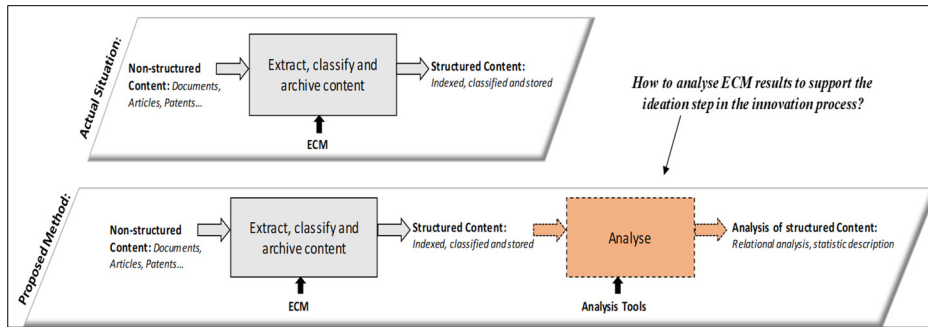 Actual Situation:
Non-structured
Content: Documents,
Articles, Patents...
Extract, classify and
archive content
ECM
Structured Content:
Indexed, classified and stored
How to analyse ECM results to support the
ideation step in the innovation process?
Proposed Method:
Non-structured
Content: Documents,
Articles, Patents...
Extract, classify and
archive content
ECM
Structured Content:
Indexed, classified and stored
Analyse
Analysis Tools
Analysis of structured Content:
Relational analysis, statistic description